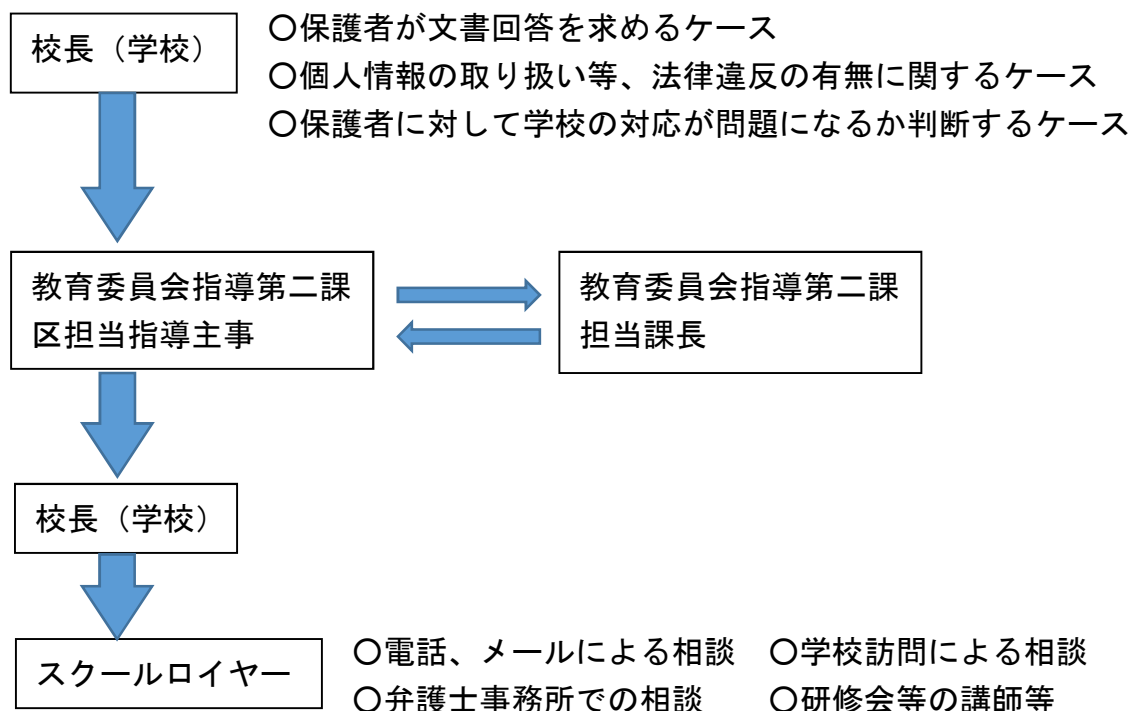 校長（学校）
〇保護者が文書回答を求めるケース
〇個人情報の取り扱い等、法律違反の有無に関するケース
〇保護者に対して学校の対応が問題になるか判断するケース
教育委員会指導第二課
区担当指導主事
教育委員会指導第二課
担当課長
校長（学校）
スクールロイヤー
〇電話、メールによる相談　〇学校訪問による相談
〇弁護士事務所での相談　〇研修会等の講師等